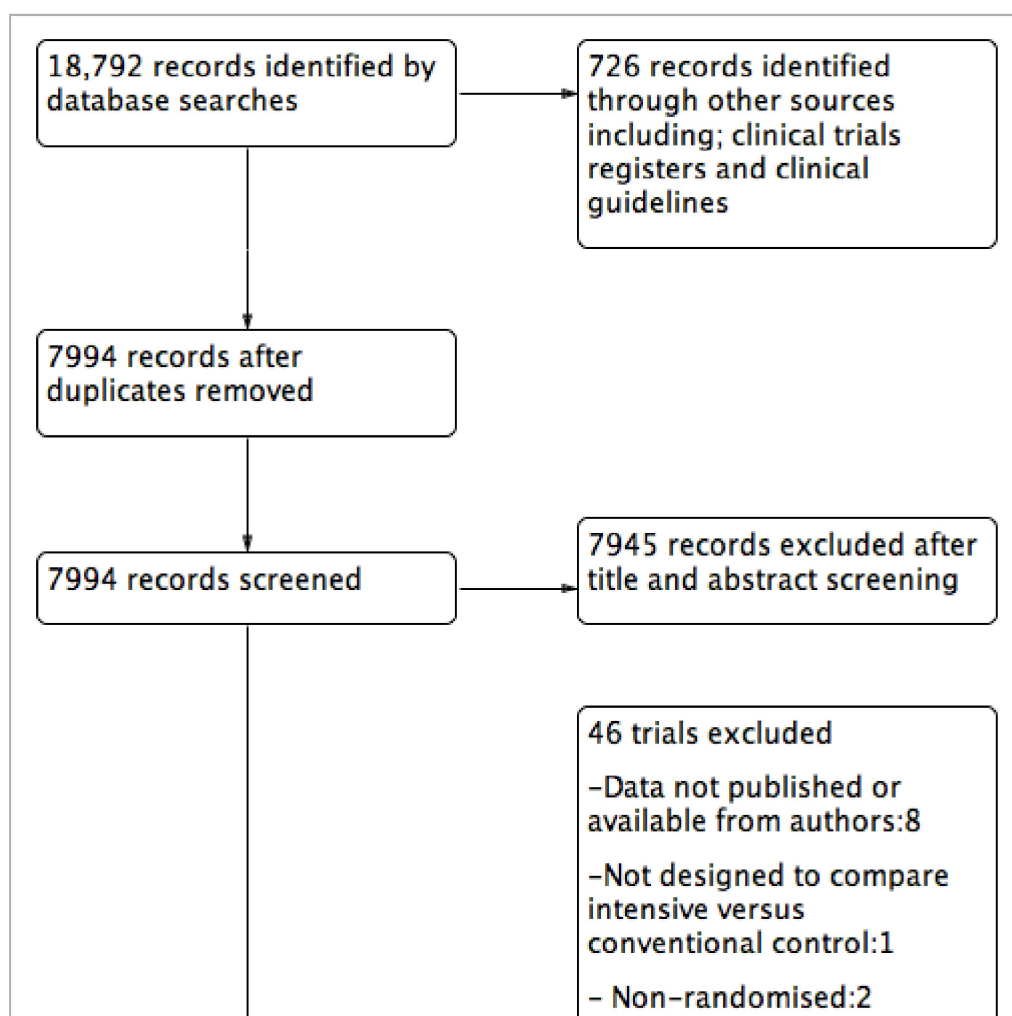 18,792 records identified by
database searches
726 records identified
through other sources
including; clinical trials
registers and clinical
guidelines
7994 records after
duplicates removed
7994 records screened
7945 records excluded after
title and abstract screening
46 trials excluded
–Data not published or
available from authors:8
–Not designed to compare
intensive versus
conventional control:1
– Non–randomised:2